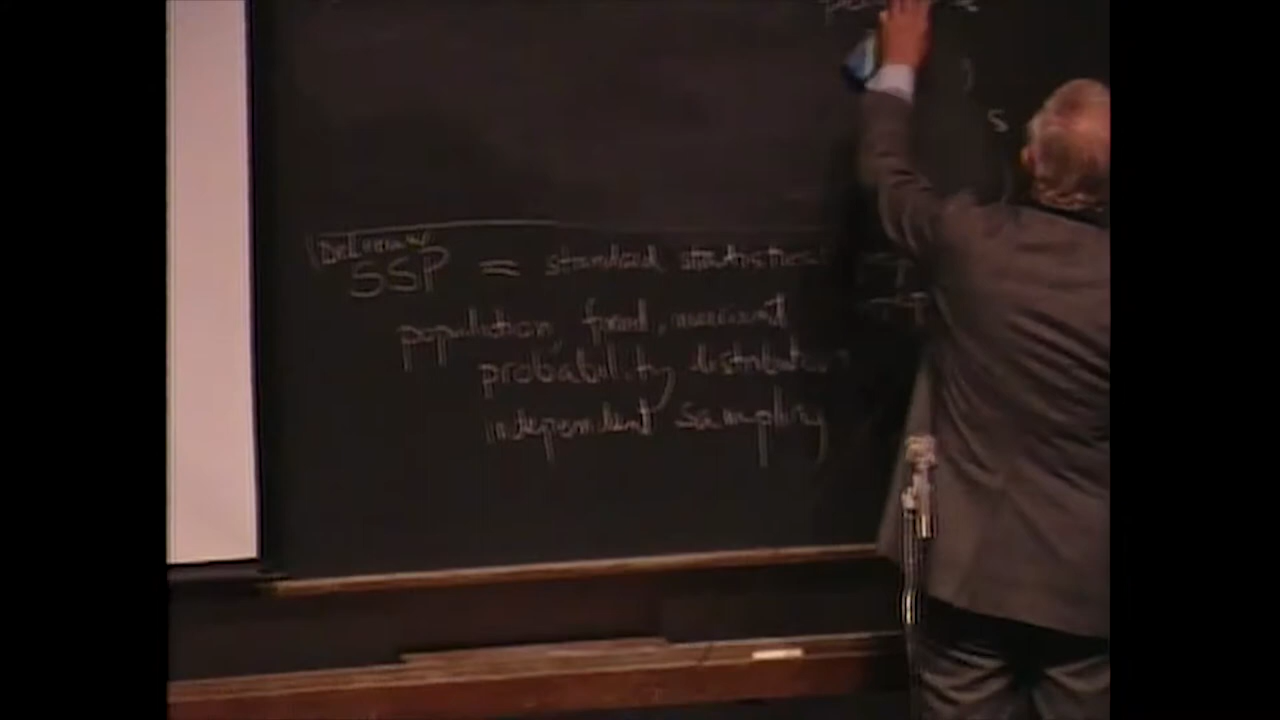 SSP = standard statistical
population, fixed, invariant
probability distribution
independent sampling